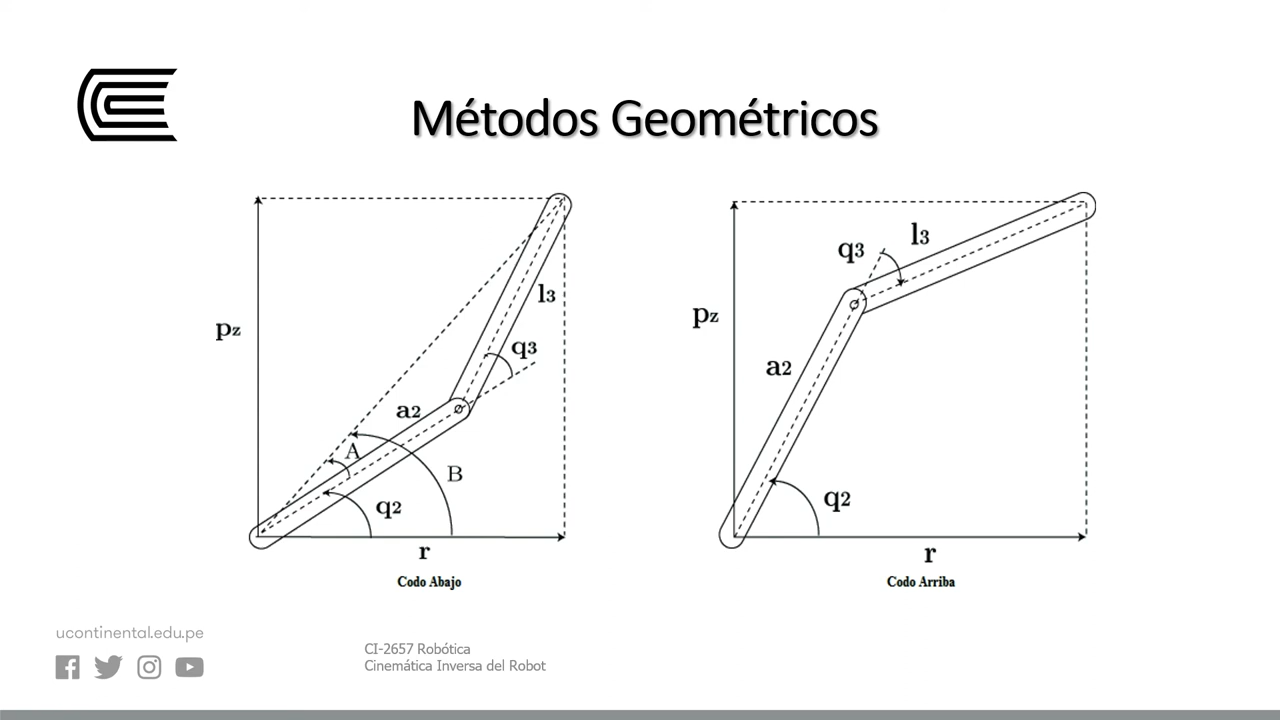 Métodos Geométricos
pz
l3
q3
a2
A
B
q2
r
Codo Abajo
pz
q3
l3
a2
q2
r
Codo Arriba
ucontinental.edu.pe
CI-2657 Robótica
Cinemática Inversa del Robot